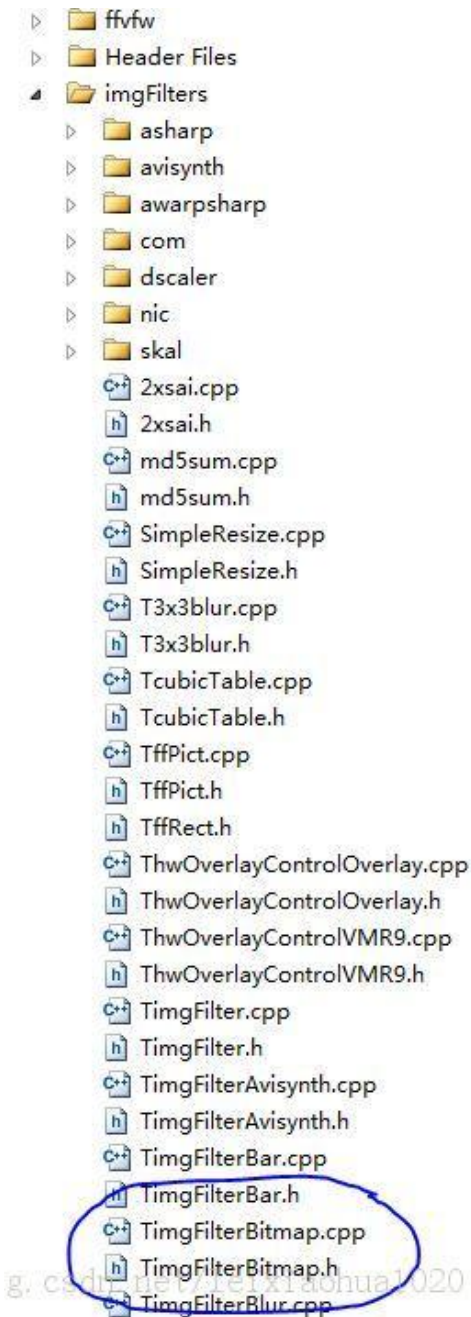 ffvfw
Header Files
imgFilters
asharp
avisynth
awarpsharp
com
dscaler
nic
skal
2xsai.cpp
2xsai.h
md5sum.cpp
md5sum.h
SimpleResize.cpp
SimpleResize.h
T3x3blur.cpp
T3x3blur.h
TcubicTable.cpp
TcubicTable.h
TffPict.cpp
TffPict.h
TffRect.h
ThwOverlayControlOverlay.cpp
ThwOverlayControlOverlay.h
ThwOverlayControlVMR9.cpp
ThwOverlayControlVMR9.h
TimgFilter.cpp
TimgFilter.h
TimgFilterAvisynth.cpp
TimgFilterAvisynth.h
TimgFilterBar.cpp
TimgFilterBar.h
TimgFilterBitmap.cpp
TimgFilterBitmap.h
TimgFilterBlur.cpp